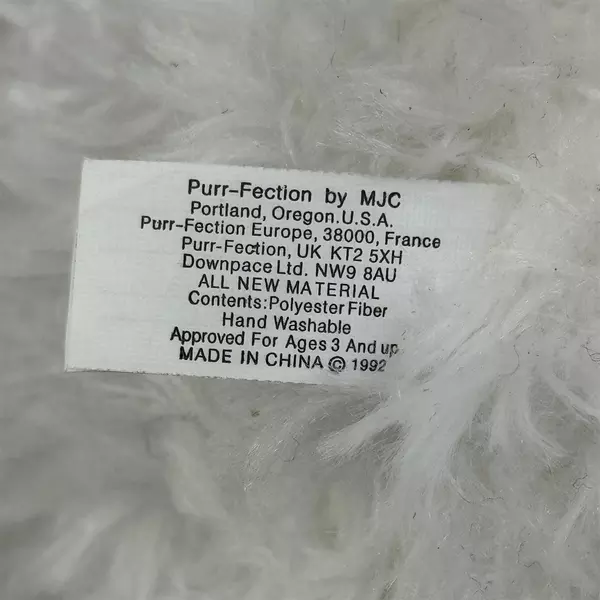 Purr-Fection by MJC
Portland, Oregon.U.S.A.
Purr-Fection Europe, 38000, France
Purr-Fection, UK KT2 5XH
Downpace Ltd. NW9 8AU
ALL NEW MATERIAL
Contents:Polyester Fiber
Hand Washable
Approved For Ages 3 And up
MADE IN CHINA © 1992